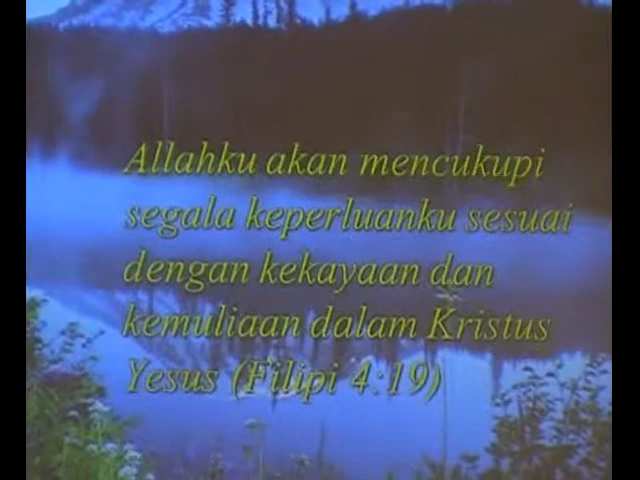 Allahku akan mencukupi
segala keperluanku sesuai
dengan kekayaan dan
kemuliaan dalam Kristus
Yesus (Filipi 4:19)